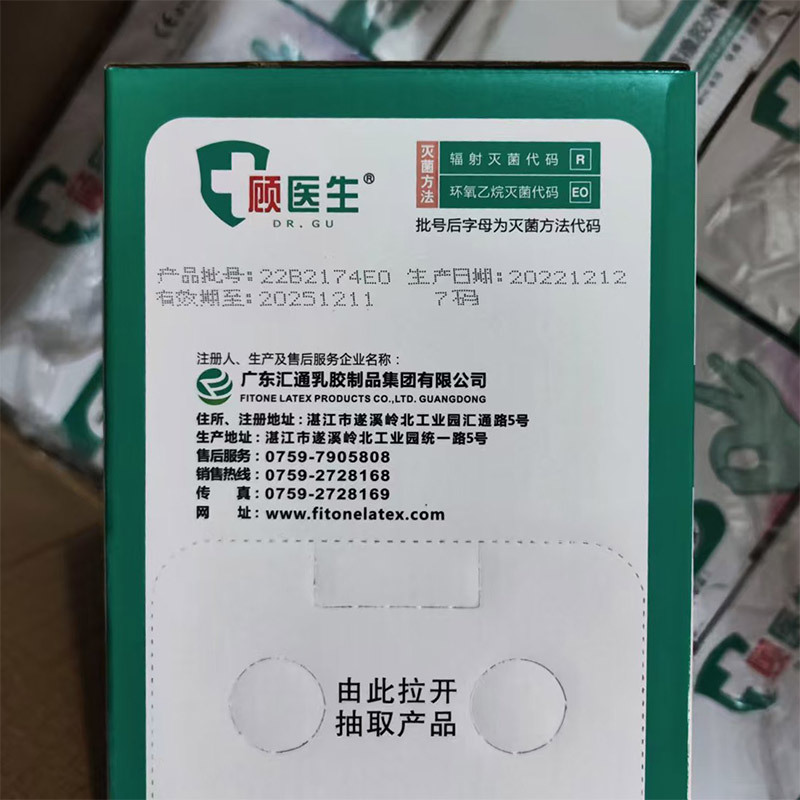 顾医生®
DR. GU
灭菌方法
辐射灭菌代码 R
环氧乙烷灭菌代码 EO
批号后字母为灭菌方法代码
产品批号:22B2174EO 生产日期:20221212
有效期至:20251211 7码
注册人、生产及售后服务企业名称：
广东汇通乳胶制品集团有限公司
FITONE LATEX PRODUCTS CO.,LTD. GUANGDONG
住所、注册地址：湛江市遂溪岭北工业园汇通路5号
生产地址：湛江市遂溪岭北工业园统一路5号
售后服务：0759-7905808
销售热线：0759-2728168
传 真：0759-2728169
网 址：www.fitonelatex.com
由此拉开
抽取产品
顾医